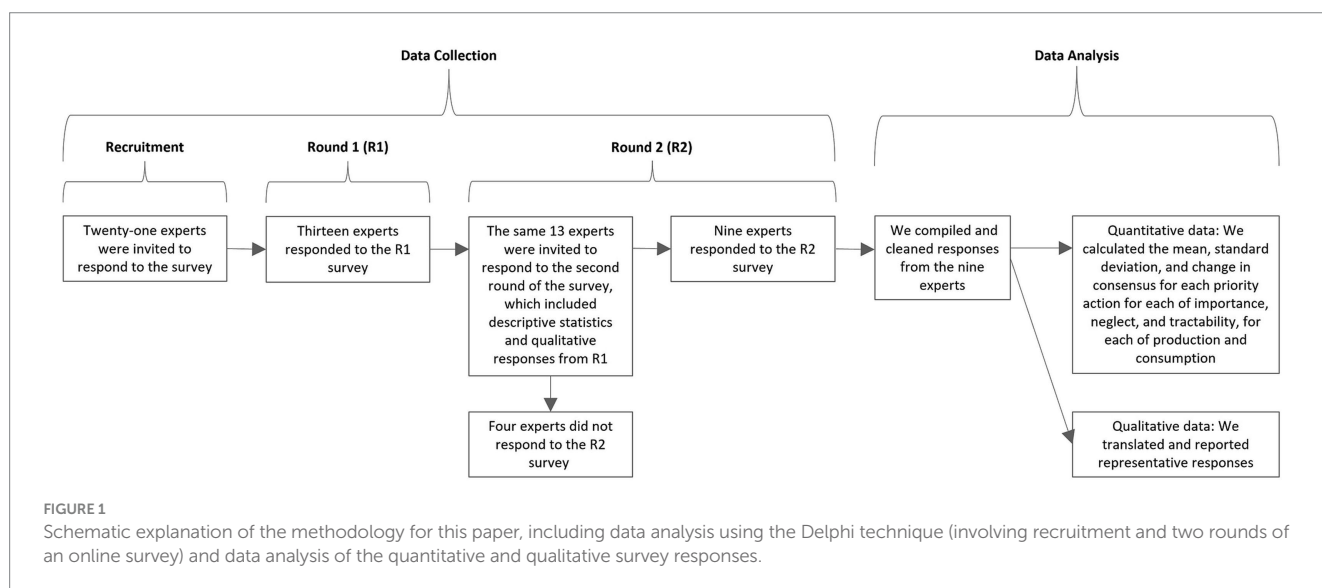 Data Collection
Data Analysis
Recruitment
Round 1 (R1)
Round 2 (R2)
Twenty-one experts
were invited to
respond to the survey
Thirteen experts
responded to the R1
survey
The same 13 experts
were invited to
respond to the second
round of the survey,
which included
descriptive statistics
and qualitative
responses from R1
Nine experts
responded to the R2
survey
Four experts did not
respond to the R2
survey
We compiled and
cleaned responses
from the nine
experts
Quantitative data: We
calculated the mean, standard
deviation, and change in
consensus for each priority
action for each of importance,
neglect, and tractability, for
each of production and
consumption
Qualitative data: We
translated and reported
representative responses
FIGURE 1
Schematic explanation of the methodology for this paper, including data analysis using the Delphi technique (involving recruitment and two rounds of
an online survey) and data analysis of the quantitative and qualitative survey responses.